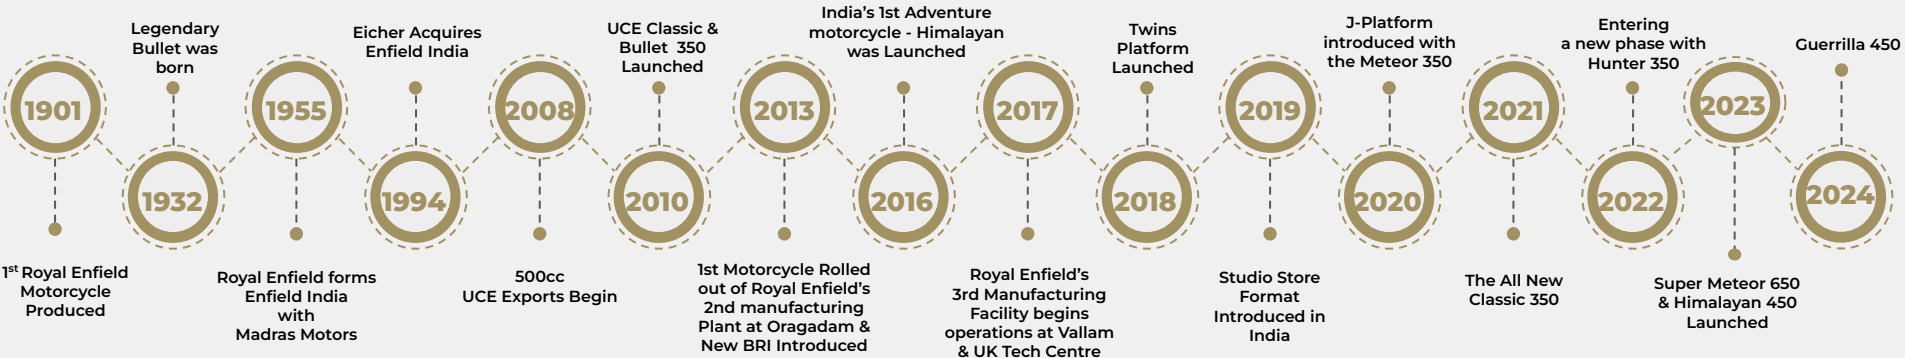 1901
1st Royal Enfield
Motorcycle
Produced
Legendary
Bullet was
born
1932
1955
Royal Enfield forms
Enfield India
with
Madras Motors
Eicher Acquires
Enfield India
1994
2008
500cc
UCE Exports Begin
UCE Classic &
Bullet 350
Launched
2010
2013
1st Motorcycle Rolled
out of Royal Enfield’s
2nd manufacturing
Plant at Oragadam &
New BRI Introduced
India’s 1st Adventure
motorcycle - Himalayan
was Launched
2016
2017
Royal Enfield’s
3rd Manufacturing
Facility begins
operations at Vallam
& UK Tech Centre
Twins
Platform
Launched
2018
2019
Studio Store
Format
Introduced in
India
J-Platform
introduced with
the Meteor 350
2020
2021
The All New
Classic 350
Entering
a new phase with
Hunter 350
2022
2023
Super Meteor 650
& Himalayan 450
Launched
Guerrilla 450
2024